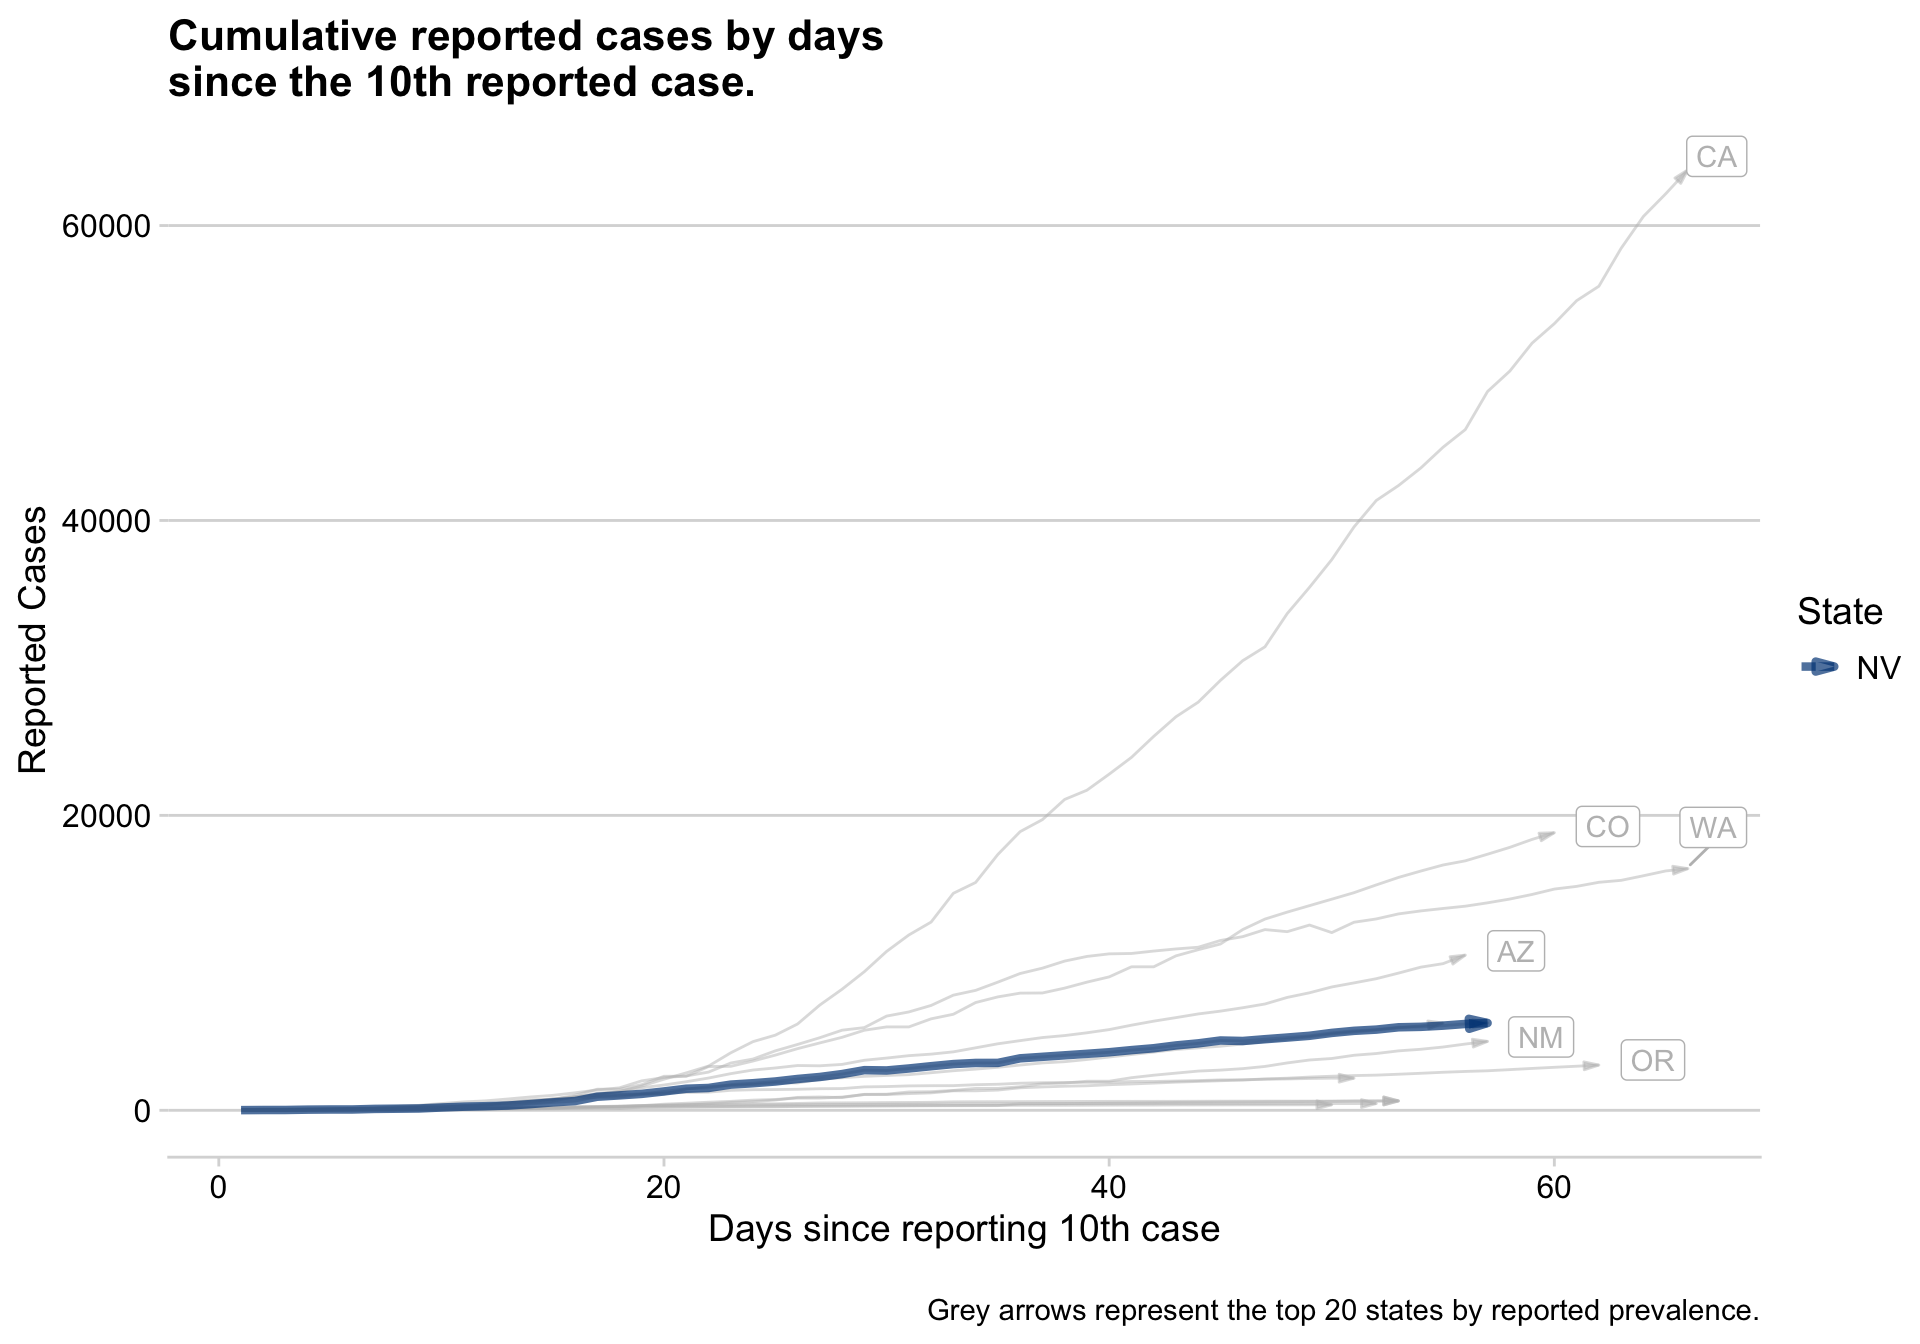 Cumulative reported cases by days
since the 10th reported case.
CA
60000
40000
20000
0
Reported Cases
CO
WA
AZ
NM
OR
State
NV
0
20
40
60
Days since reporting 10th case
Grey arrows represent the top 20 states by reported prevalence.